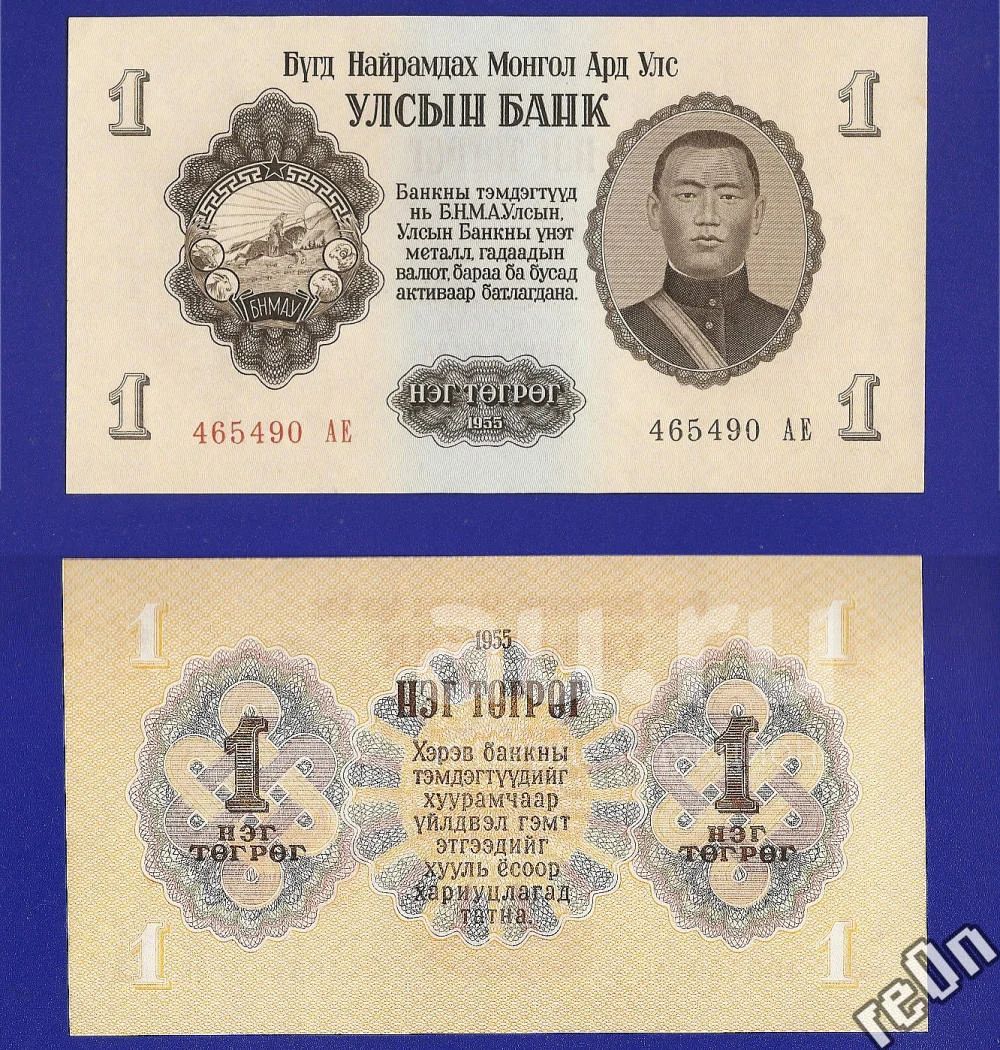 Бүгд Найрамдах Монгол Ард Улс
УЛСЫН БАНК
1
1
Банкны тэмдэгтүүд
нь Б.Н.М.А.Улсын,
Улсын Банкны үнэт
металл, гадаадын
валют, бараа ба бусад
активаар батлагдана.
БНМАУ
НЭГ ТӨГРӨГ
1955
1
1
465490 АЕ
465490 АЕ
1
1
1955
НЭГ ТӨГРӨГ
Хэрэв банкны
тэмдэгтүүдийг
хуурамчаар
үйлдвэл гэмт
этгээдийг
хууль ёсоор
хариуцлагад
татна.
1
НЭГ
ТӨГРӨГ
1
НЭГ
ТӨГРӨГ
1
1
au.ru
reOn